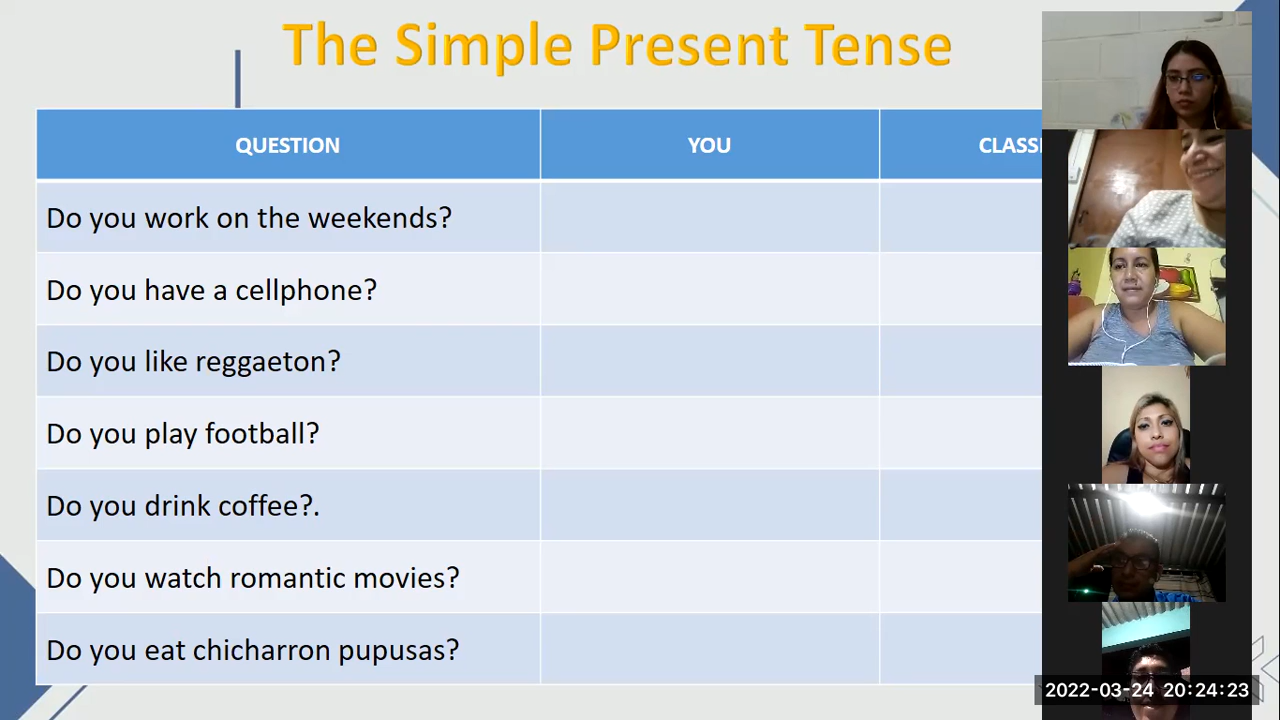 The Simple Present Tense
QUESTION YOU CLASS
Do you work on the weekends?
Do you have a cellphone?
Do you like reggaeton?
Do you play football?
Do you drink coffee?.
Do you watch romantic movies?
Do you eat chicharron pupusas?
2022-03-24 20:24:23